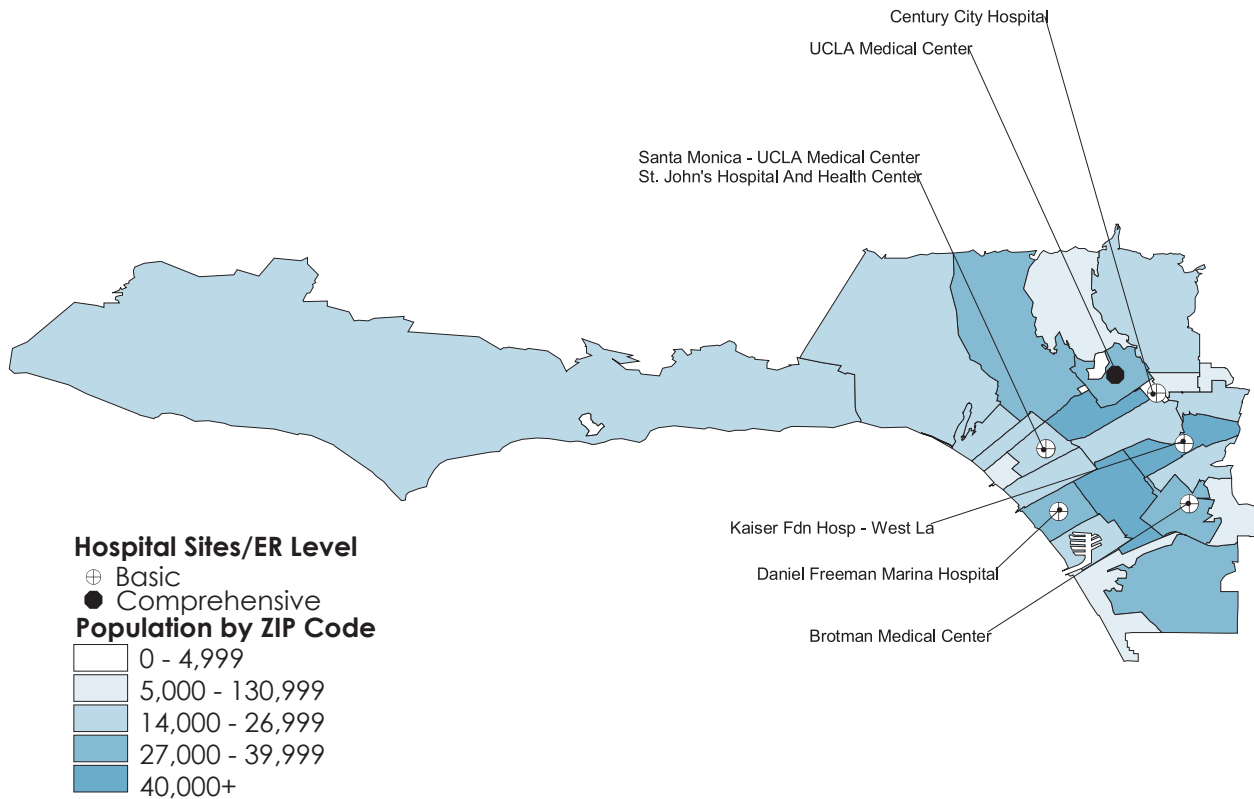 Century City Hospital
UCLA Medical Center
Santa Monica - UCLA Medical Center
St. John's Hospital And Health Center
Kaiser Fdn Hosp - West La
Daniel Freeman Marina Hospital
Brotman Medical Center
Hospital Sites/ER Level
Basic
Comprehensive
Population by ZIP Code
0 - 4,999
5,000 - 130,999
14,000 - 26,999
27,000 - 39,999
40,000+